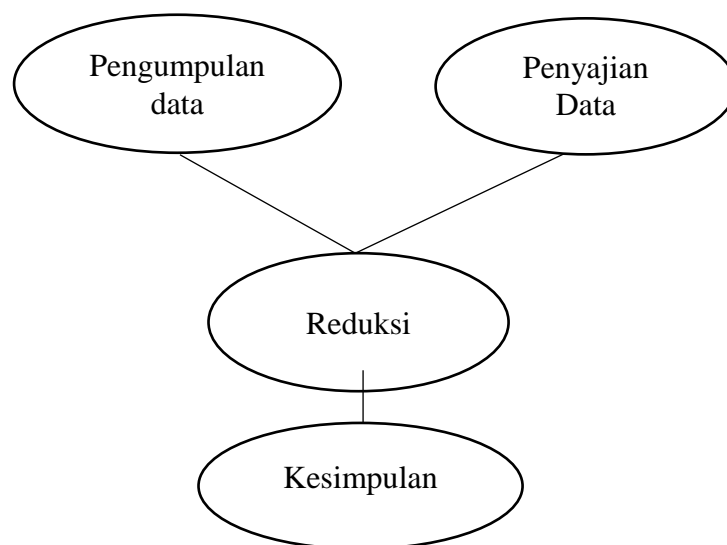 Pengumpulan
data
Penyajian
Data
Reduksi
Kesimpulan